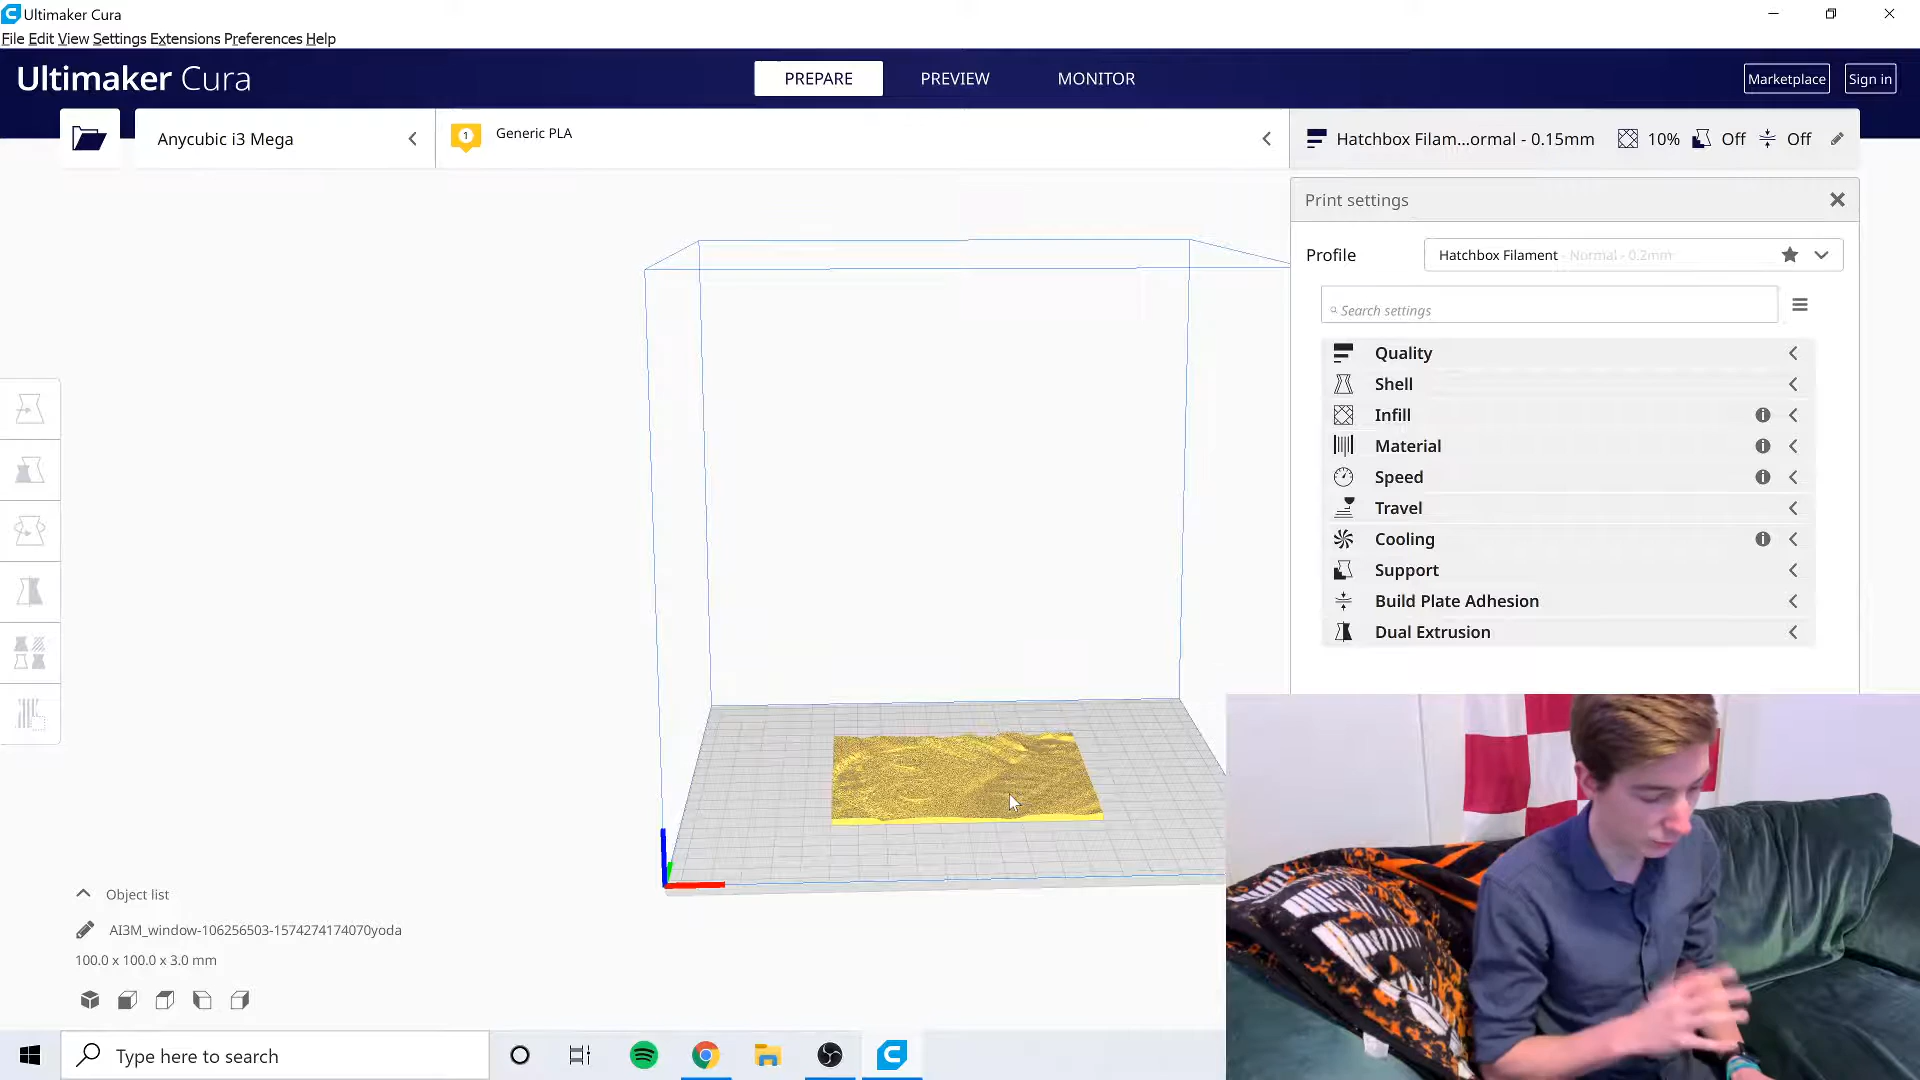 Ultimaker Cura
File Edit View Settings Extensions Preferences Help
Ultimaker Cura
PREPARE
PREVIEW
MONITOR
Marketplace
Sign in
Anycubic i3 Mega
1
Generic PLA
Hatchbox Filam...ormal - 0.15mm
10%
Off
Off
Print settings
Profile
Hatchbox Filament - Normal - 0.2mm
Search settings
Quality
Shell
Infill
Material
Speed
Travel
Cooling
Support
Build Plate Adhesion
Dual Extrusion
Object list
AI3M_window-106256503-1574274174070yoda
100.0 x 100.0 x 3.0 mm
Type here to search